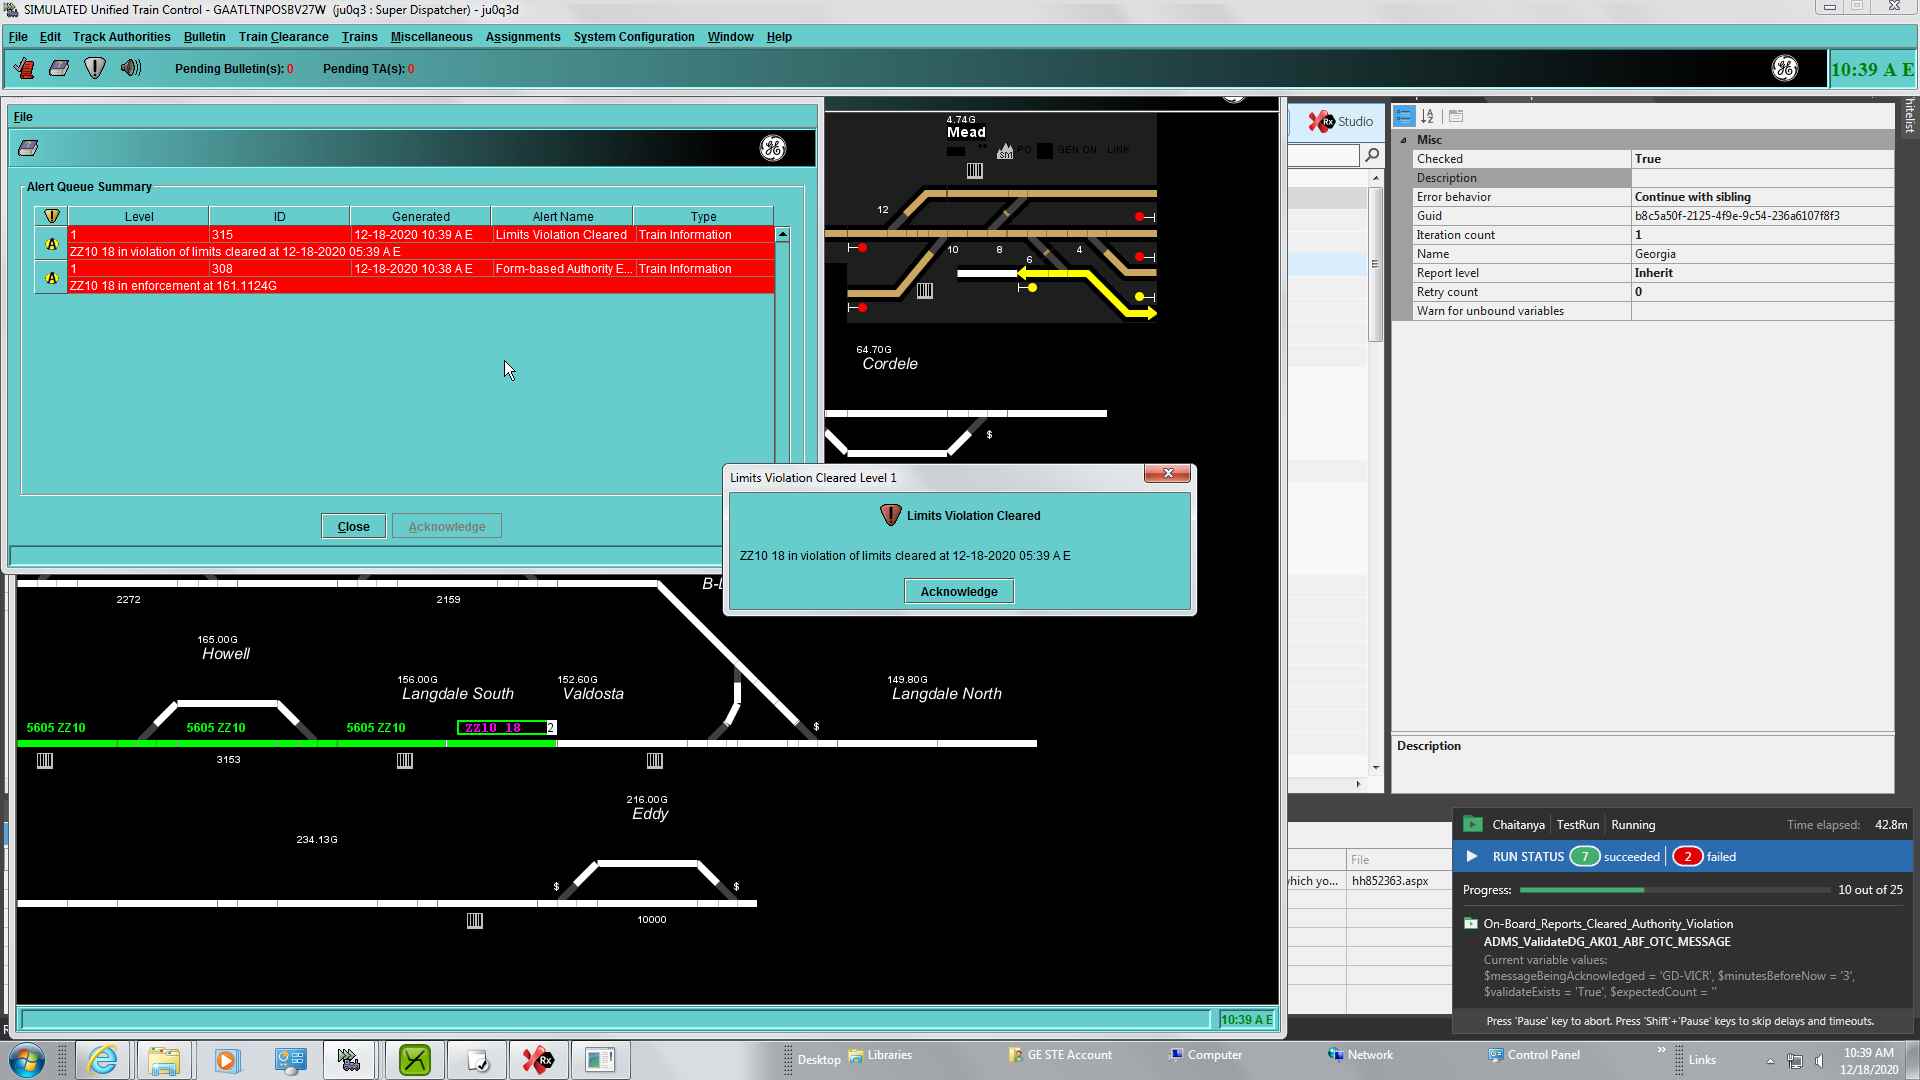 SIMULATED Unified Train Control - GAATLTNPOSBV27W (ju0q3 : Super Dispatcher) - ju0q3d
File Edit Track Authorities Bulletin Train Clearance Trains Miscellaneous Assignments System Configuration Window Help
Pending Bulletin(s): 0 Pending TA(s): 0
10:39 A E
File
Alert Queue Summary
Level ID Generated Alert Name Type
1 315 12-18-2020 10:39 A E Limits Violation Cleared Train Information
ZZ10 18 in violation of limits cleared at 12-18-2020 05:39 A E
1 308 12-18-2020 10:38 A E Form-based Authority E... Train Information
ZZ10 18 in enforcement at 161.1124G
Close Acknowledge
4.74G
Mead
SM PO GEN ON LINK
12
10 8 4
6
64.70G
Cordele
$
Limits Violation Cleared Level 1
Limits Violation Cleared
ZZ10 18 in violation of limits cleared at 12-18-2020 05:39 A E
Acknowledge
2272 2159
165.00G
Howell
156.00G
Langdale South
152.60G
Valdosta
149.80G
Langdale North
5605 ZZ10 5605 ZZ10 5605 ZZ10 ZZ10 18 2
$
3153
216.00G
Eddy
234.13G
$ $
10000
10:39 A E
Rx Studio
Misc
Checked True
Description
Error behavior Continue with sibling
Guid b8c5a50f-2125-4f9e-9c54-236a6107f8f3
Iteration count 1
Name Georgia
Report level Inherit
Retry count 0
Warn for unbound variables
Description
File
which yo... hh852363.aspx
Chaitanya TestRun Running Time elapsed: 42.8m
RUN STATUS 7 succeeded 2 failed
Progress: 10 out of 25
On-Board_Reports_Cleared_Authority_Violation
ADMS_ValidateDG_AK01_ABF_OTC_MESSAGE
Current variable values:
$messageBeingAcknowledged = 'GD-VICR', $minutesBeforeNow = '3',
$validateExists = 'True', $expectedCount = ''
Press 'Pause' key to abort. Press 'Shift'+'Pause' keys to skip delays and timeouts.
Desktop Libraries GE STE Account Computer Network Control Panel Links
10:39 AM
12/18/2020